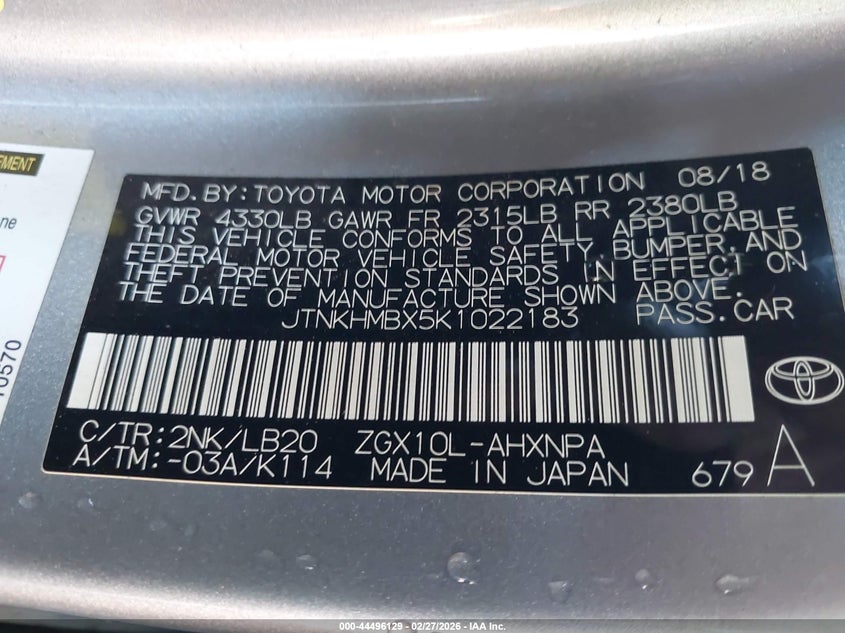 EMENT
ne
10570
MFD.BY:TOYOTA MOTOR CORPORATION 08/18
GVWR 4330LB GAWR FR 2315LB RR 2380LB
THIS VEHICLE CONFORMS TO ALL APPLICABLE
FEDERAL MOTOR VEHICLE SAFETY, BUMPER, AND
THEFT PREVENTION STANDARDS IN EFFECT ON
THE DATE OF MANUFACTURE SHOWN ABOVE.
JTNKHMBX5K1022183 PASS.CAR
C/TR:2NK/LB20 ZGX10L-AHXNPA
A/TM:-03A/K114 MADE IN JAPAN 679 A
000-44496129 - 02/27/2026 - IAA Inc.